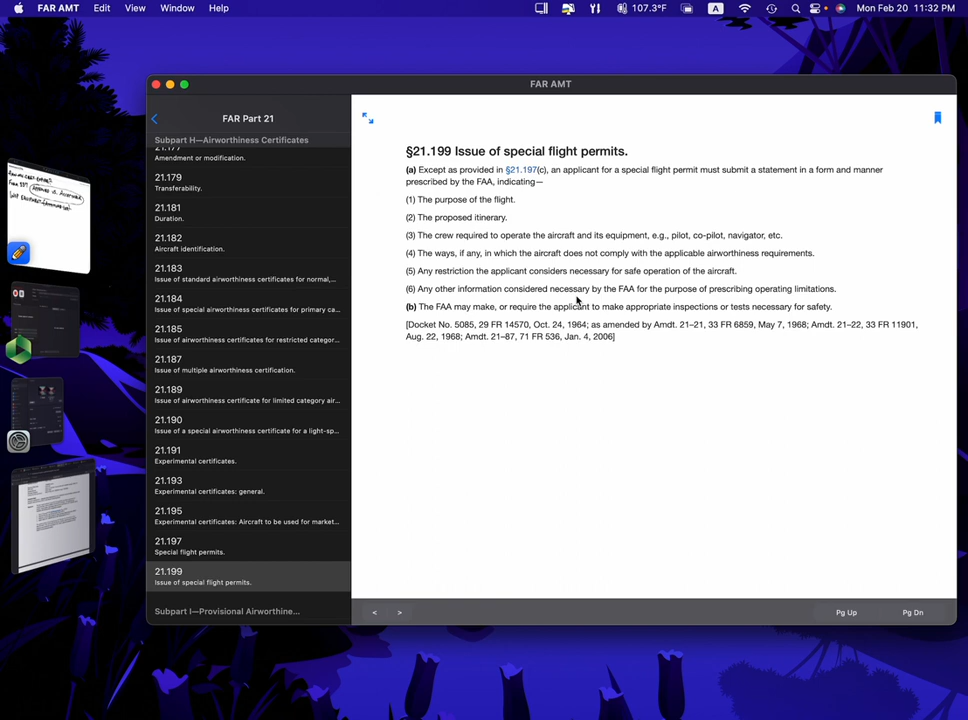 FAR AMT Edit View Window Help
107.3°F A Mon Feb 20 11:32 PM
FAR AMT
FAR Part 21
Subpart H—Airworthiness Certificates
21.177
Amendment or modification.
21.179
Transferability.
21.181
Duration.
21.182
Aircraft identification.
21.183
Issue of standard airworthiness certificates for normal,...
21.184
Issue of special airworthiness certificates for primary ca...
21.185
Issue of airworthiness certificates for restricted categor...
21.187
Issue of multiple airworthiness certification.
21.189
Issue of airworthiness certificate for limited category air...
21.190
Issue of a special airworthiness certificate for a light-sp...
21.191
Experimental certificates.
21.193
Experimental certificates: general.
21.195
Experimental certificates: Aircraft to be used for market...
21.197
Special flight permits.
21.199
Issue of special flight permits.
Subpart I—Provisional Airworthine...
§21.199 Issue of special flight permits.
(a) Except as provided in §21.197(c), an applicant for a special flight permit must submit a statement in a form and manner
prescribed by the FAA, indicating—
(1) The purpose of the flight.
(2) The proposed itinerary.
(3) The crew required to operate the aircraft and its equipment, e.g., pilot, co-pilot, navigator, etc.
(4) The ways, if any, in which the aircraft does not comply with the applicable airworthiness requirements.
(5) Any restriction the applicant considers necessary for safe operation of the aircraft.
(6) Any other information considered necessary by the FAA for the purpose of prescribing operating limitations.
(b) The FAA may make, or require the applicant to make appropriate inspections or tests necessary for safety.
[Docket No. 5085, 29 FR 14570, Oct. 24, 1964; as amended by Amdt. 21–21, 33 FR 6859, May 7, 1968; Amdt. 21–22, 33 FR 11901,
Aug. 22, 1968; Amdt. 21–87, 71 FR 536, Jan. 4, 2006]
< > Pg Up Pg Dn